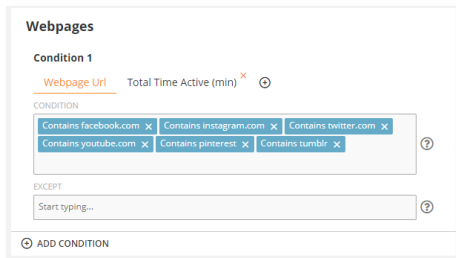 Webpages
Condition 1
Webpage Url Total Time Active (min)
CONDITION
Contains facebook.com Contains instagram.com Contains twitter.com
Contains youtube.com Contains pinterest Contains tumblr
EXCEPT
Start typing...
ADD CONDITION